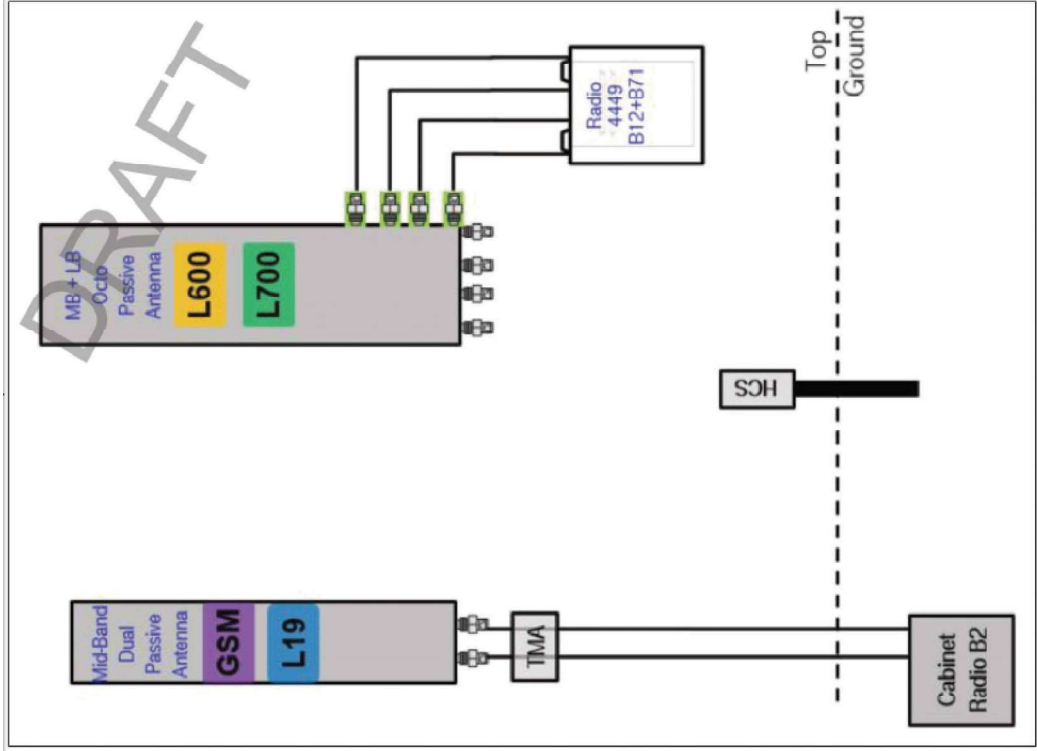 DRAFT
MB + LB
Octo
Passive
Antenna
L600
L700
Radio
4449
B12+B71
Top
Ground
HCS
Mid-Band
Dual
Passive
Antenna
GSM
L19
TMA
Cabinet
Radio B2